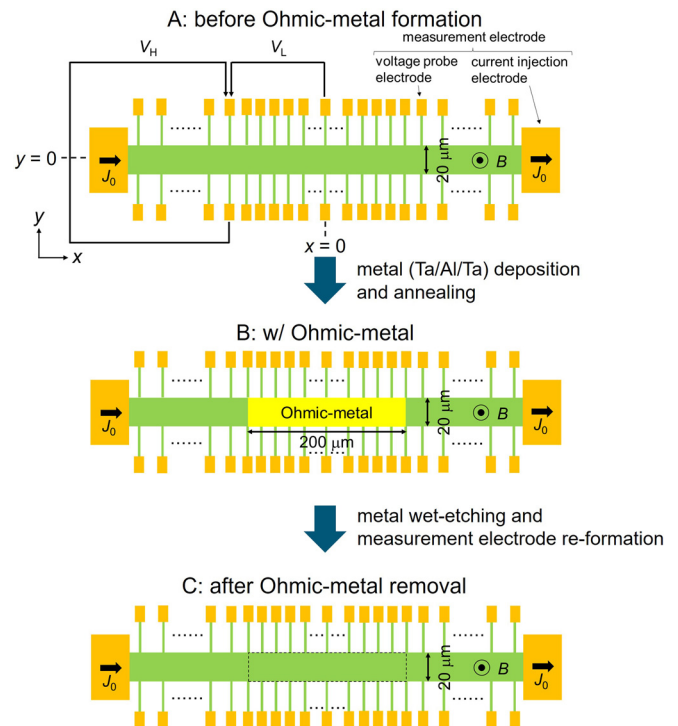 A: before Ohmic-metal formation
measurement electrode
V_H
V_L
voltage probe
electrode
current injection
electrode
......
......
y = 0
J_0
20 μm
B
J_0
......
......
y
x
x = 0
metal (Ta/Al/Ta) deposition
and annealing
B: w/ Ohmic-metal
......
......
Ohmic-metal
J_0
20 μm
B
J_0
200 μm
......
......
metal wet-etching and
measurement electrode re-formation
C: after Ohmic-metal removal
......
......
J_0
20 μm
B
J_0
......
......
......